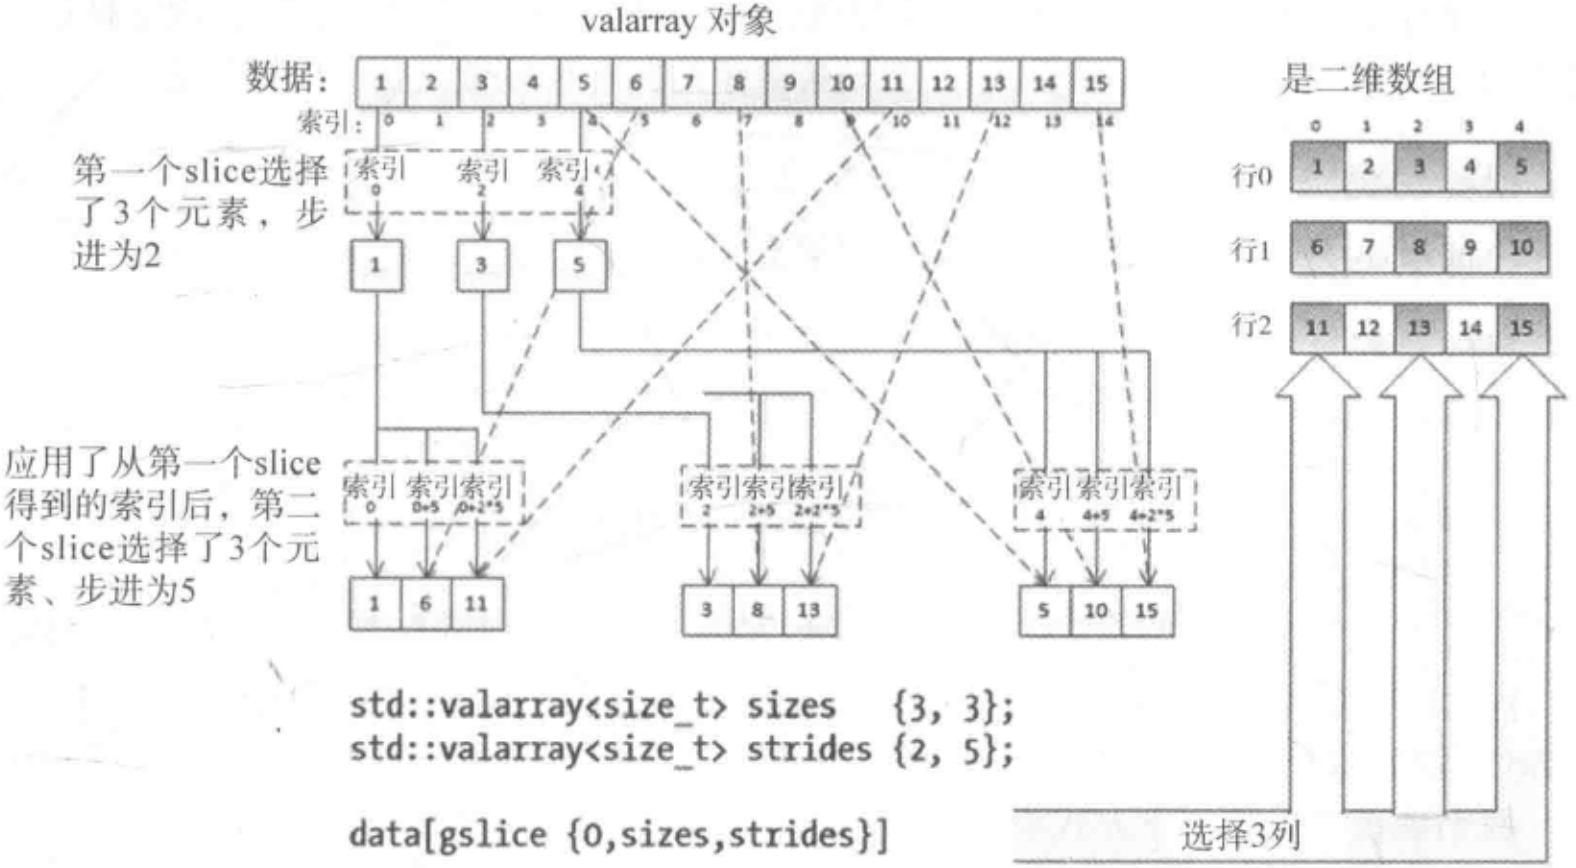 valarray 对象
数据：
1 2 3 4 5 6 7 8 9 10 11 12 13 14 15
索引：0 1 2 3 4 5 6 7 8 9 10 11 12 13 14
第一个slice选择
了3个元素，步
进为2
索引 索引 索引
0 2 4
1 3 5
应用了从第一个slice
得到的索引后，第二
个slice选择了3个元
素、步进为5
索引 索引 索引
0 0+5 0+2*5
索引 索引 索引
2 2+5 2+2*5
索引 索引 索引
4 4+5 4+2*5
1 6 11
3 8 13
5 10 15
std::valarray<size_t> sizes {3, 3};
std::valarray<size_t> strides {2, 5};
data[gslice {0,sizes,strides}]
是二维数组
0 1 2 3 4
行0 1 2 3 4 5
行1 6 7 8 9 10
行2 11 12 13 14 15
选择3列